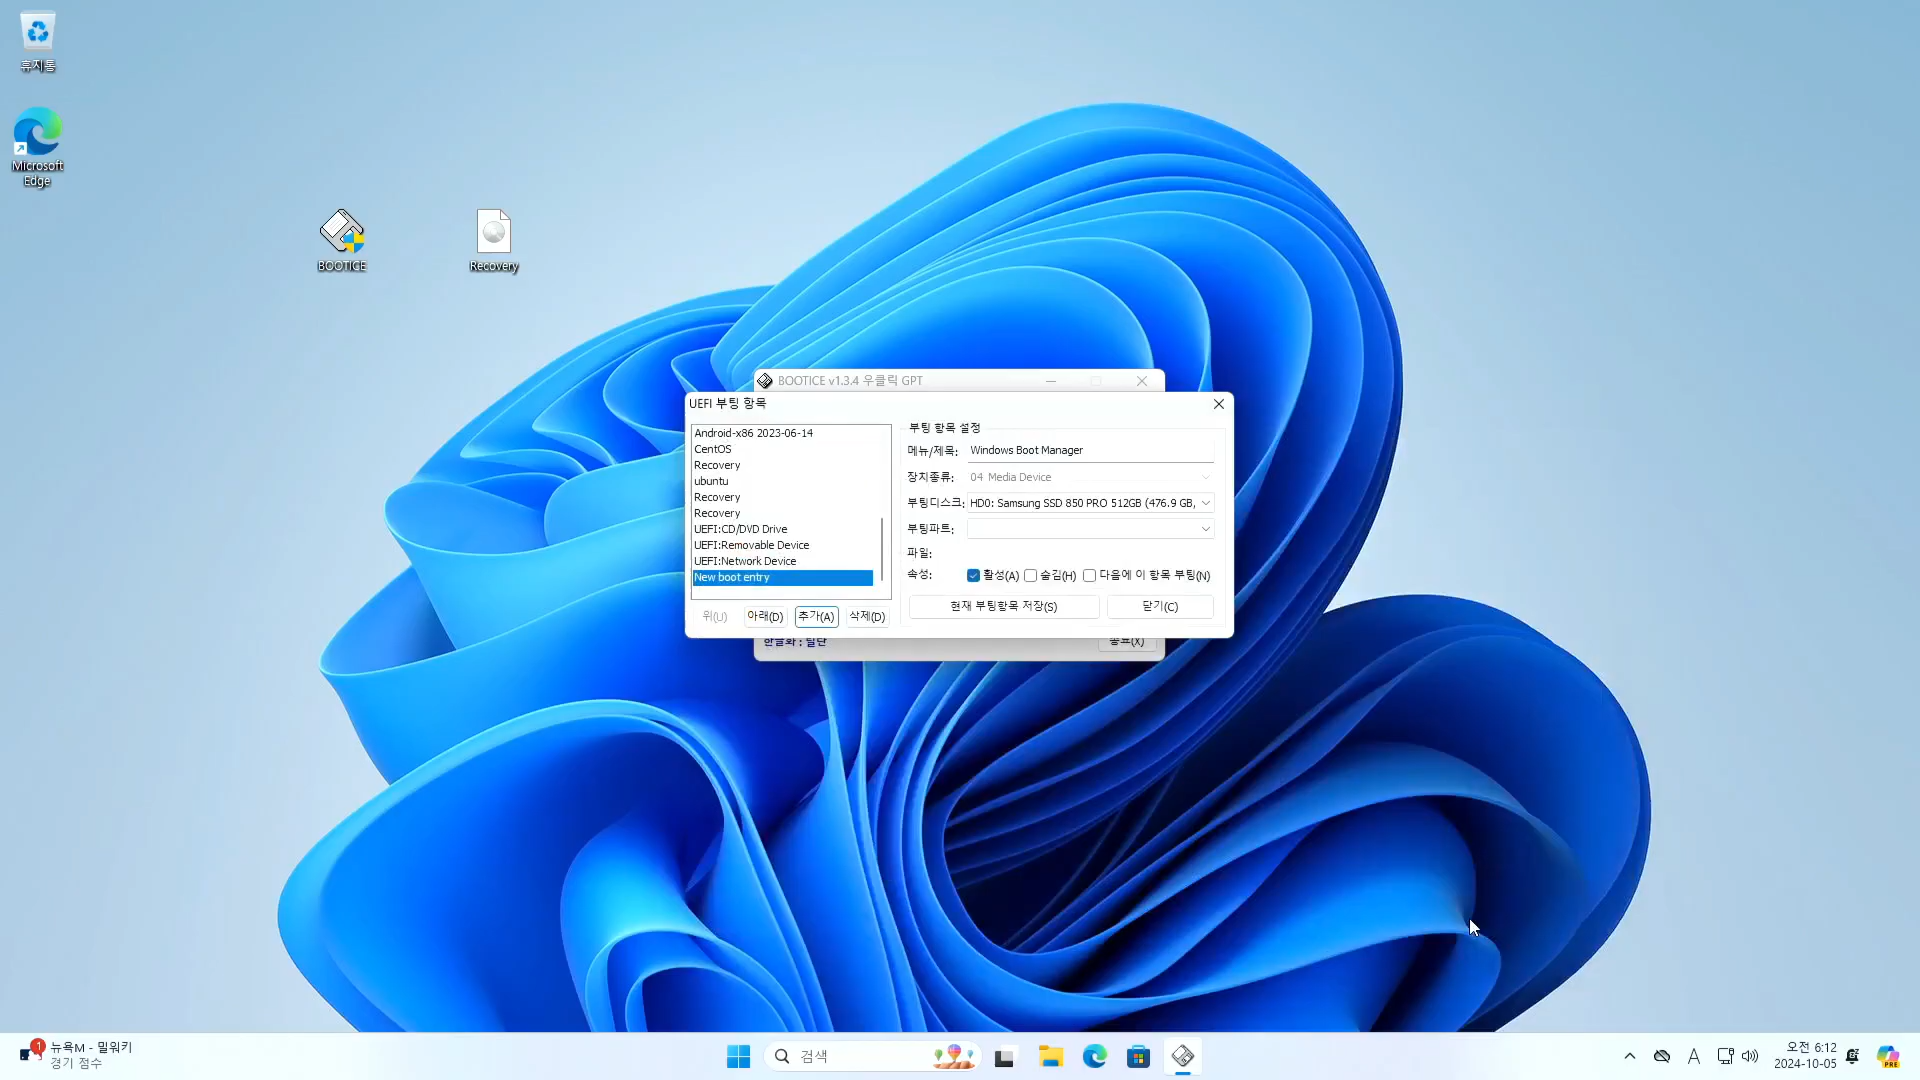 휴지통
Microsoft
Edge
BOOTICE
Recovery
BOOTICE v1.3.4 우클릭 GPT
UEFI 부팅 항목
Android-x86 2023-06-14
CentOS
Recovery
ubuntu
Recovery
Recovery
UEFI:CD/DVD Drive
UEFI:Removable Device
UEFI:Network Device
New boot entry
위(U) 아래(D) 추가(A) 삭제(D)
부팅 항목 설정
메뉴/제목: Windows Boot Manager
장치종류: 04 Media Device
부팅디스크: HD0: Samsung SSD 850 PRO 512GB (476.9 GB,
부팅파트:
파일:
속성: 활성(A) 숨김(H) 다음에 이 항목 부팅(N)
현재 부팅항목 저장(S) 닫기(C)
종료(X)
1
뉴욕M - 밀워키
경기 점수
검색
A
오전 6:12
2024-10-05
PRE